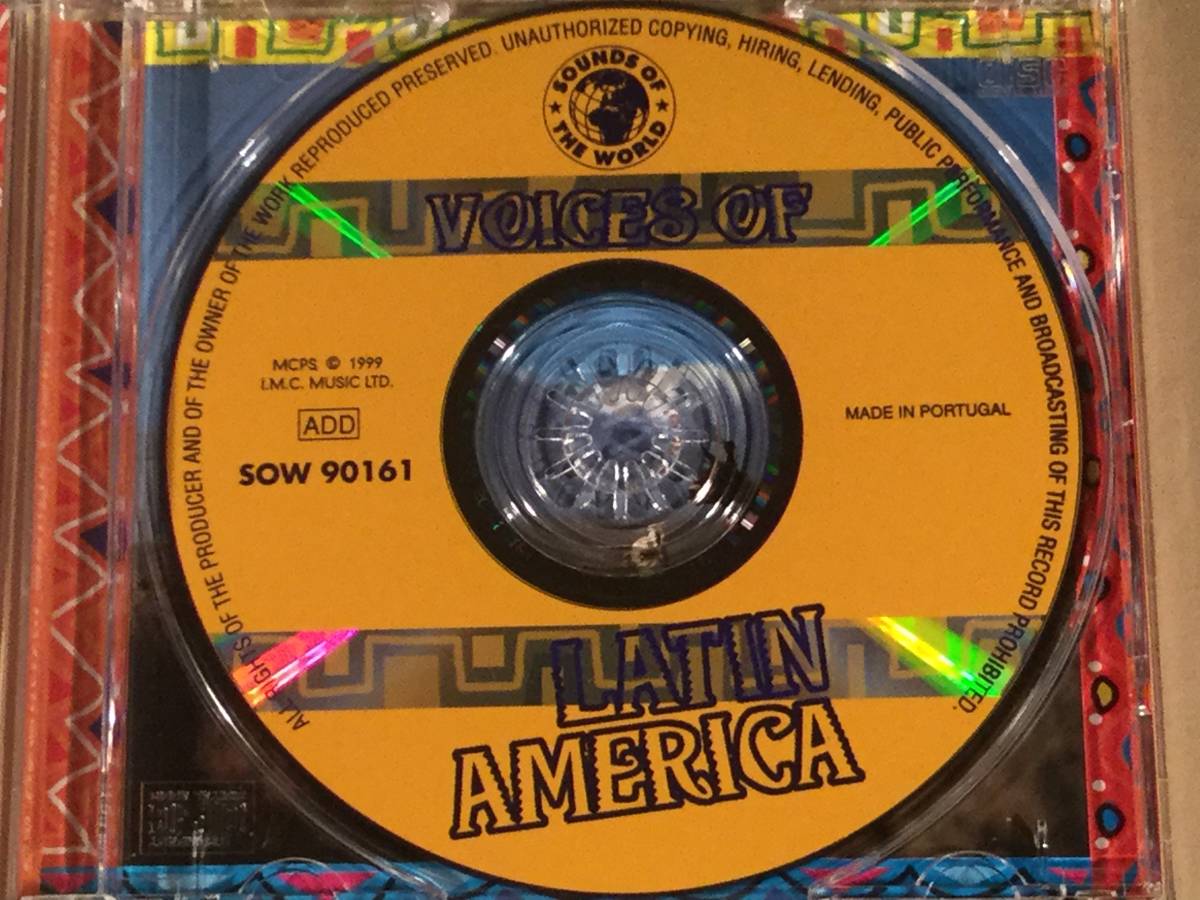 ALL RIGHTS OF THE PRODUCER AND OF THE OWNER OF THE WORK REPRODUCED PRESERVED. UNAUTHORIZED COPYING, HIRING, LENDING, PUBLIC PERFORMANCE AND BROADCASTING OF THIS RECORD PROHIBITED.
SOUNDS OF
THE WORLD
VOICES OF
MCPS © 1999
I.M.C. MUSIC LTD.
ADD
SOW 90161
MADE IN PORTUGAL
LATIN
AMERICA